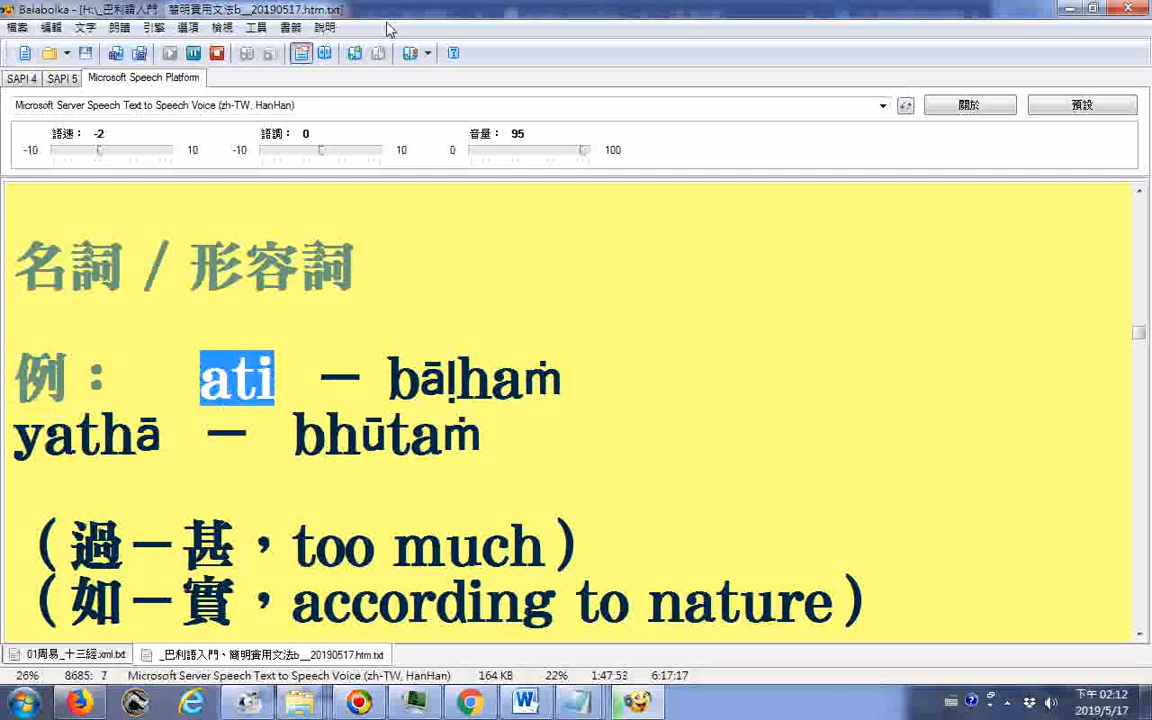 Balabolka - [H:\_巴利語入門、簡明實用文法b__20190517.htm.txt]
檔案 編輯 文字 朗讀 引擎 選項 檢視 工具 書籤 說明
SAPI 4 SAPI 5 Microsoft Speech Platform
Microsoft Server Speech Text to Speech Voice (zh-TW, HanHan) 關於 預設
語速： -2 語調： 0 音量： 95
-10 10 -10 10 0 100
名詞 / 形容詞
例： ati － bāḷhaṁ
yathā － bhūtaṁ
（過－甚，too much）
（如－實，according to nature）
01周易_十三經.xml.txt _巴利語入門、簡明實用文法b__20190517.htm.txt
26% 8685: 7 Microsoft Server Speech Text to Speech Voice (zh-TW, HanHan) 164 KB 22% 1:47:53 6:17:17
下午 02:12
2019/5/17